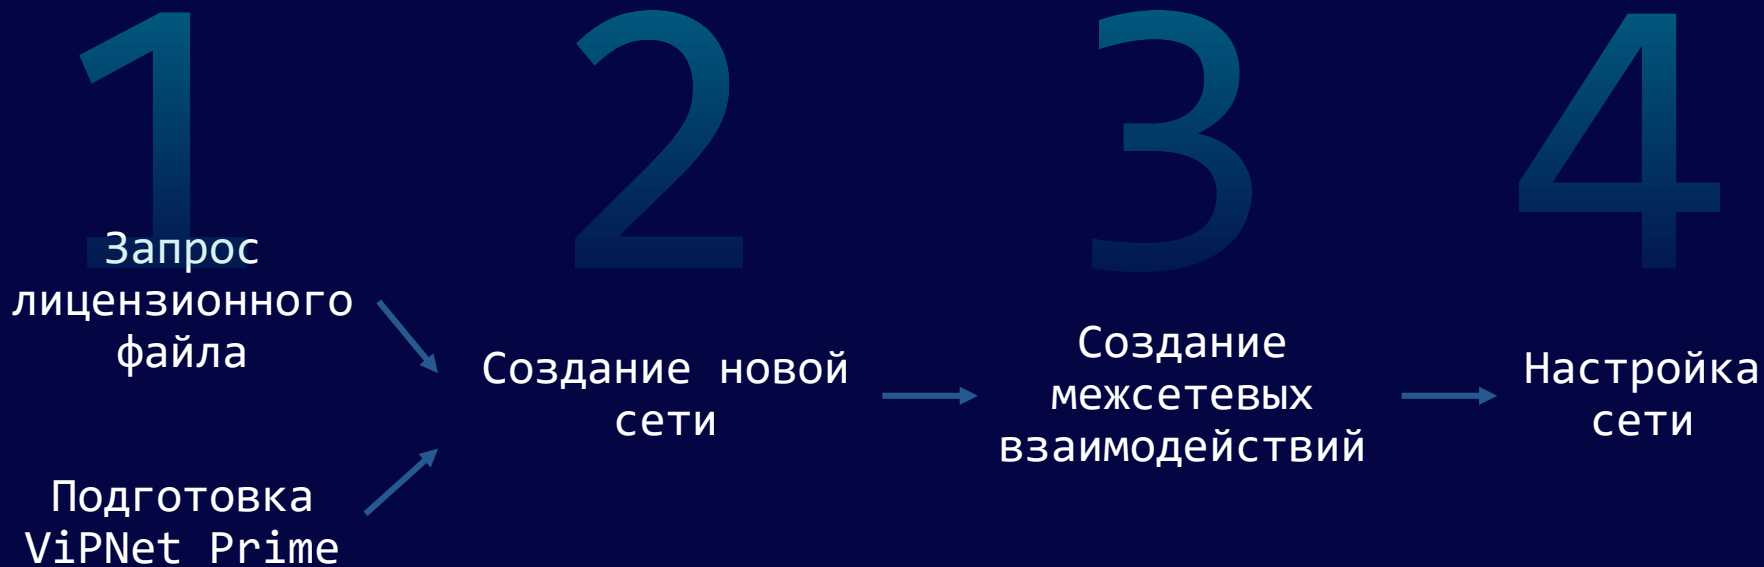 1
Запрос
лицензионного
файла
Подготовка
ViPNet Prime
2
Создание новой
сети
3
Создание
межсетевых
взаимодействий
4
Настройка
сети